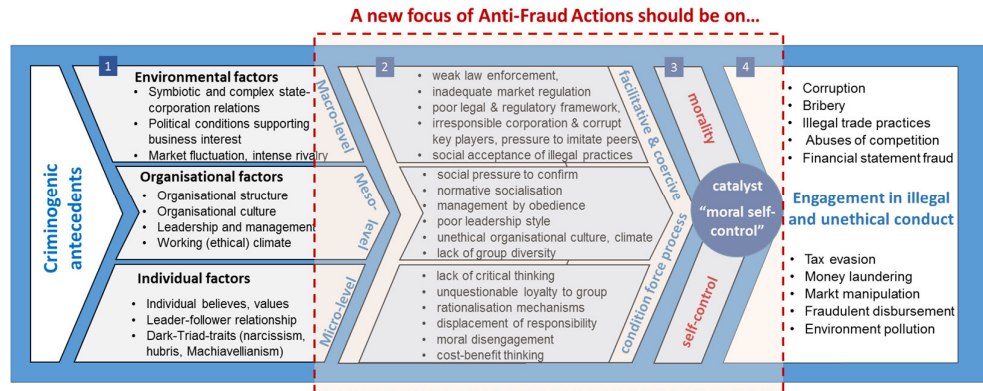 A new focus of Anti-Fraud Actions should be on…
1
2
3
4
Criminogenic
antecedents
Environmental factors
• Symbiotic and complex state-
corporation relations
• Political conditions supporting
business interest
• Market fluctuation, intense rivalry
Macro-level
• weak law enforcement,
• inadequate market regulation
• poor legal & regulatory framework,
• irresponsible corporation & corrupt
key players, pressure to imitate peers
• social acceptance of illegal practices
Organisational factors
• Organisational structure
• Organisational culture
• Leadership and management
• Working (ethical) climate
Meso-
level
• social pressure to confirm
• normative socialisation
• management by obedience
• poor leadership style
• unethical organisational culture, climate
• lack of group diversity
Individual factors
• Individual believes, values
• Leader-follower relationship
• Dark-Triad-traits (narcissism,
hubris, Machiavellianism)
Micro-level
• lack of critical thinking
• unquestionable loyalty to group
• rationalisation mechanisms
• displacement of responsibility
• moral disengagement
• cost-benefit thinking
facilitative & coercive
condition force process
morality
self-control
catalyst
“moral self-
control”
• Corruption
• Bribery
• Illegal trade practices
• Abuses of competition
• Financial statement fraud
Engagement in illegal
and unethical conduct
• Tax evasion
• Money laundering
• Markt manipulation
• Fraudulent disbursement
• Environment pollution